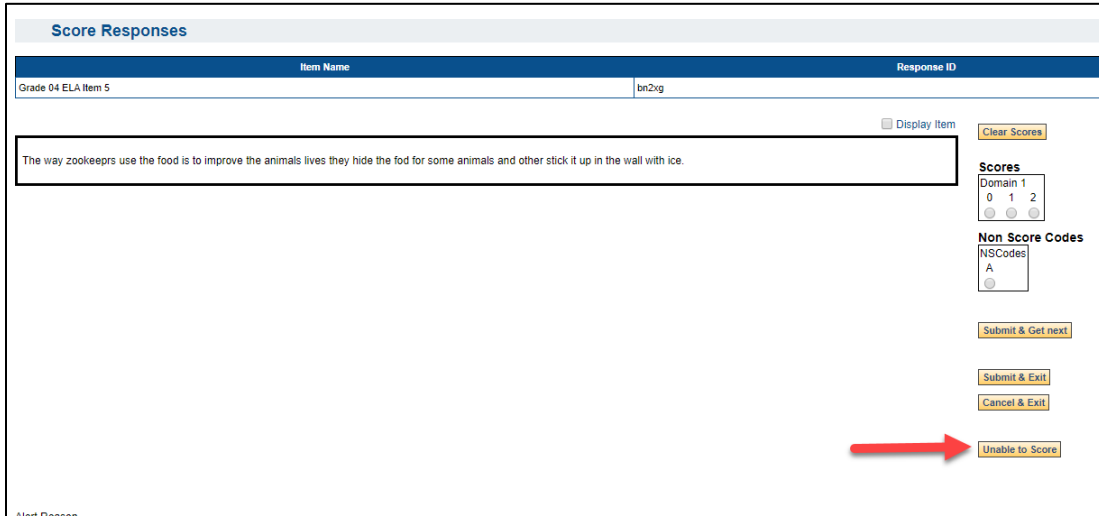 Score Responses
Item Name Response ID
Grade 04 ELA Item 5 bn2xg
Display Item
Clear Scores
The way zookeeprs use the food is to improve the animals lives they hide the fod for some animals and other stick it up in the wall with ice.
Scores
Domain 1
0 1 2
Non Score Codes
NSCodes
A
Submit & Get next
Submit & Exit
Cancel & Exit
Unable to Score
Alert Reason